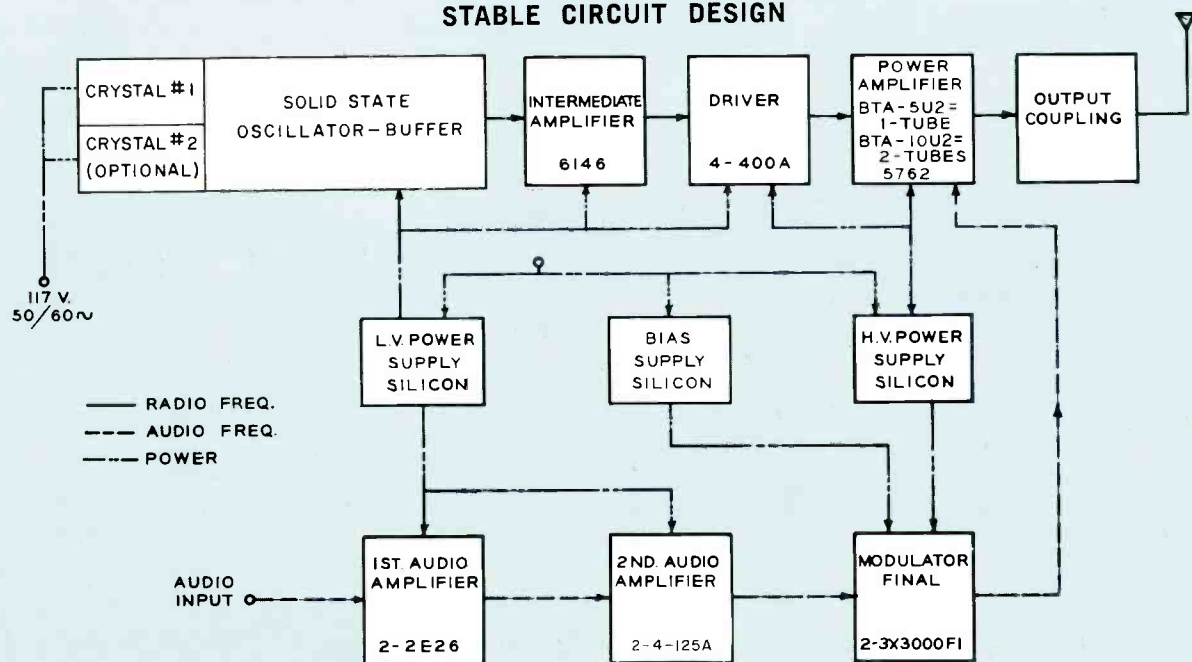 STABLE CIRCUIT DESIGN
CRYSTAL #1
CRYSTAL #2
(OPTIONAL)
SOLID STATE
OSCILLATOR-BUFFER
INTERMEDIATE
AMPLIFIER
6146
DRIVER
4-400A
POWER
AMPLIFIER
BTA-5U2=
1-TUBE
BTA-10U2=
2-TUBES
5762
OUTPUT
COUPLING
117 V.
50/60~
L.V. POWER
SUPPLY
SILICON
BIAS
SUPPLY
SILICON
H.V. POWER
SUPPLY
SILICON
RADIO FREQ.
AUDIO FREQ.
POWER
AUDIO
INPUT
1ST. AUDIO
AMPLIFIER
2-2E26
2ND. AUDIO
AMPLIFIER
2-4-125A
MODULATOR
FINAL
2-3X3000F1